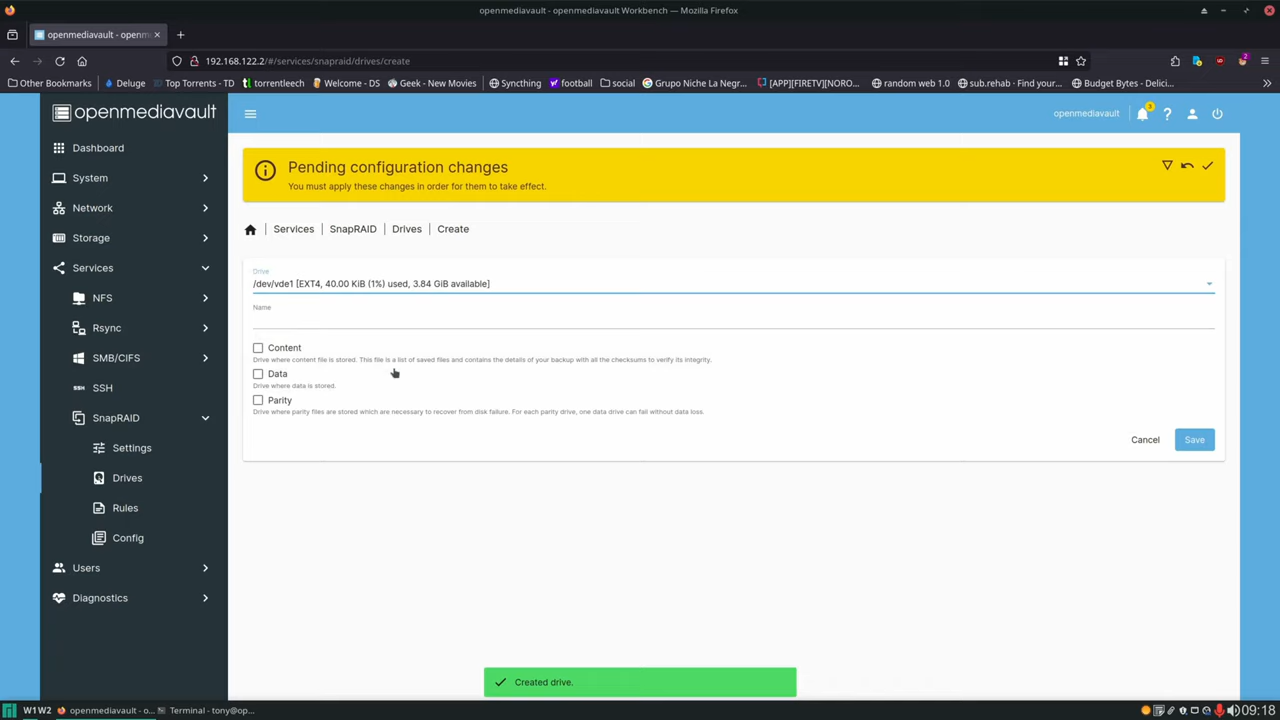 openmediavault - openmediavault Workbench — Mozilla Firefox
openmediavault - openm
192.168.122.2/#/services/snapraid/drives/create
Other Bookmarks
Deluge
Top Torrents - TD
torrentleech
Welcome - DS
Geek - New Movies
Syncthing
football
social
Grupo Niche La Negr...
[APP][FIRETV][NORO...
random web 1.0
sub.rehab - Find your...
Budget Bytes - Delici...
openmediavault
openmediavault
3
2
Dashboard
System
Network
Storage
Services
NFS
Rsync
SMB/CIFS
SSH
SnapRAID
Settings
Drives
Rules
Config
Users
Diagnostics
Pending configuration changes
You must apply these changes in order for them to take effect.
Services | SnapRAID | Drives | Create
Drive
/dev/vde1 [EXT4, 40.00 KiB (1%) used, 3.84 GiB available]
Name
Content
Drive where content file is stored. This file is a list of saved files and contains the details of your backup with all the checksums to verify its integrity.
Data
Drive where data is stored.
Parity
Drive where parity files are stored which are necessary to recover from disk failure. For each parity drive, one data drive can fail without data loss.
Cancel
Save
Created drive.
W1W2
openmediavault - o...
Terminal - tony@op...
09:18